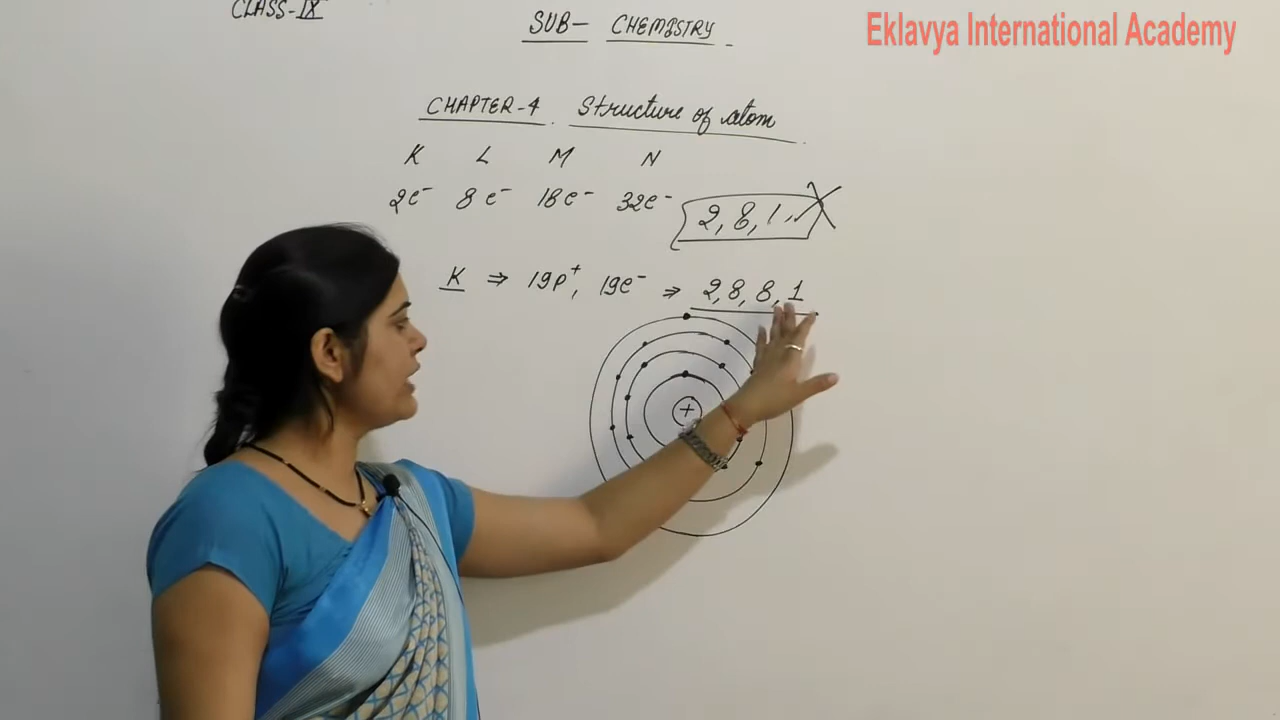 CLASS-IX
SUB- CHEMISTRY
Eklavya International Academy
CHAPTER-4 Structure of atom
K L M N
2e⁻ 8e⁻ 18e⁻ 32e⁻
2, 8, 1,
K ⇒ 19p⁺, 19e⁻ ⇒ 2, 8, 8, 1
+